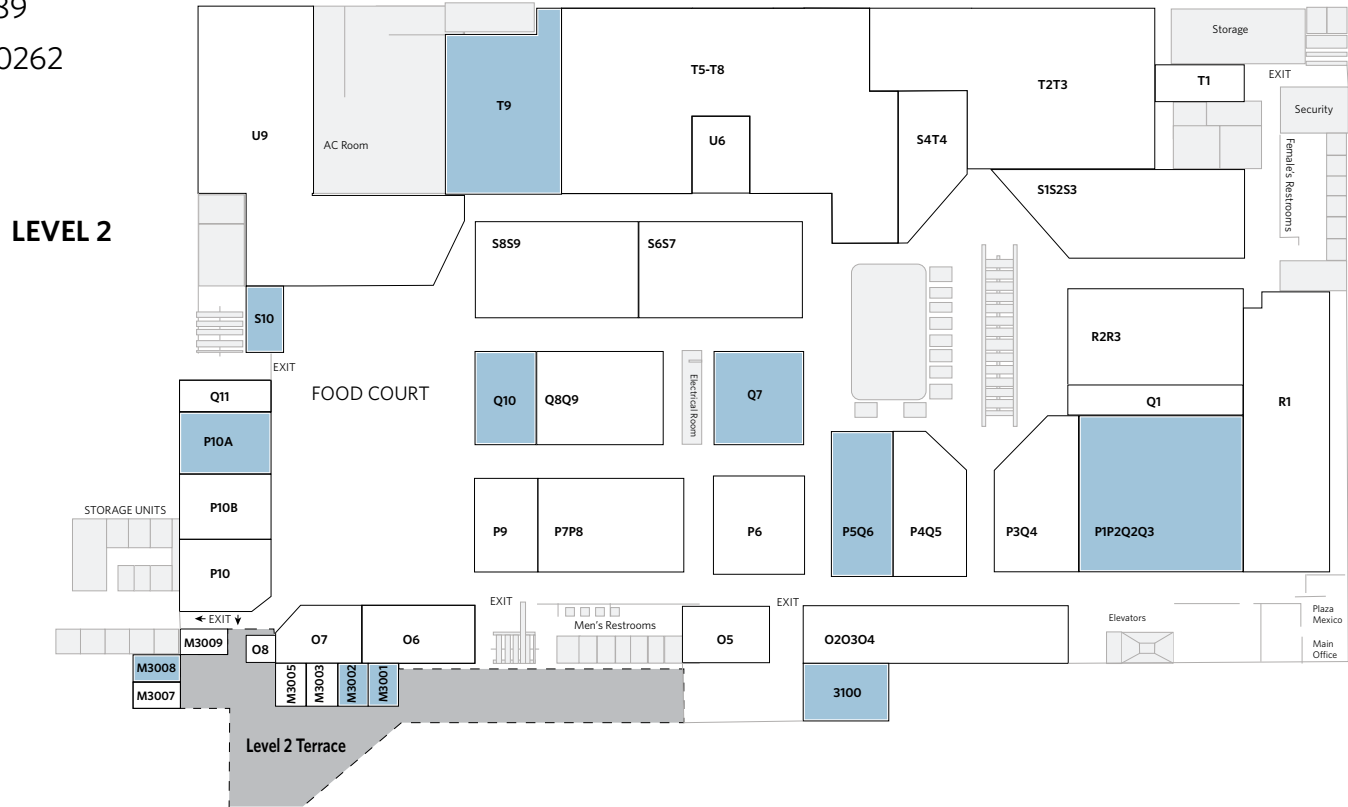 39
0262
LEVEL 2
U9
AC Room
T9
T5-T8
U6
S4T4
T2T3
T1
Storage
EXIT
Security
Female's Restrooms
S1S2S3
S8S9
S6S7
S10
EXIT
FOOD COURT
Q11
P10A
P10B
P10
STORAGE UNITS
Q10
Q8Q9
Electrical Room
Q7
R2R3
Q1
R1
P9
P7P8
P6
P5Q6
P4Q5
P3Q4
P1P2Q2Q3
EXIT
M3009
M3008
M3007
O8
O7
O6
M3005
M3003
M3002
M3001
EXIT
Men's Restrooms
O5
EXIT
O2O3O4
3100
Elevators
Plaza
Mexico
Main
Office
Level 2 Terrace